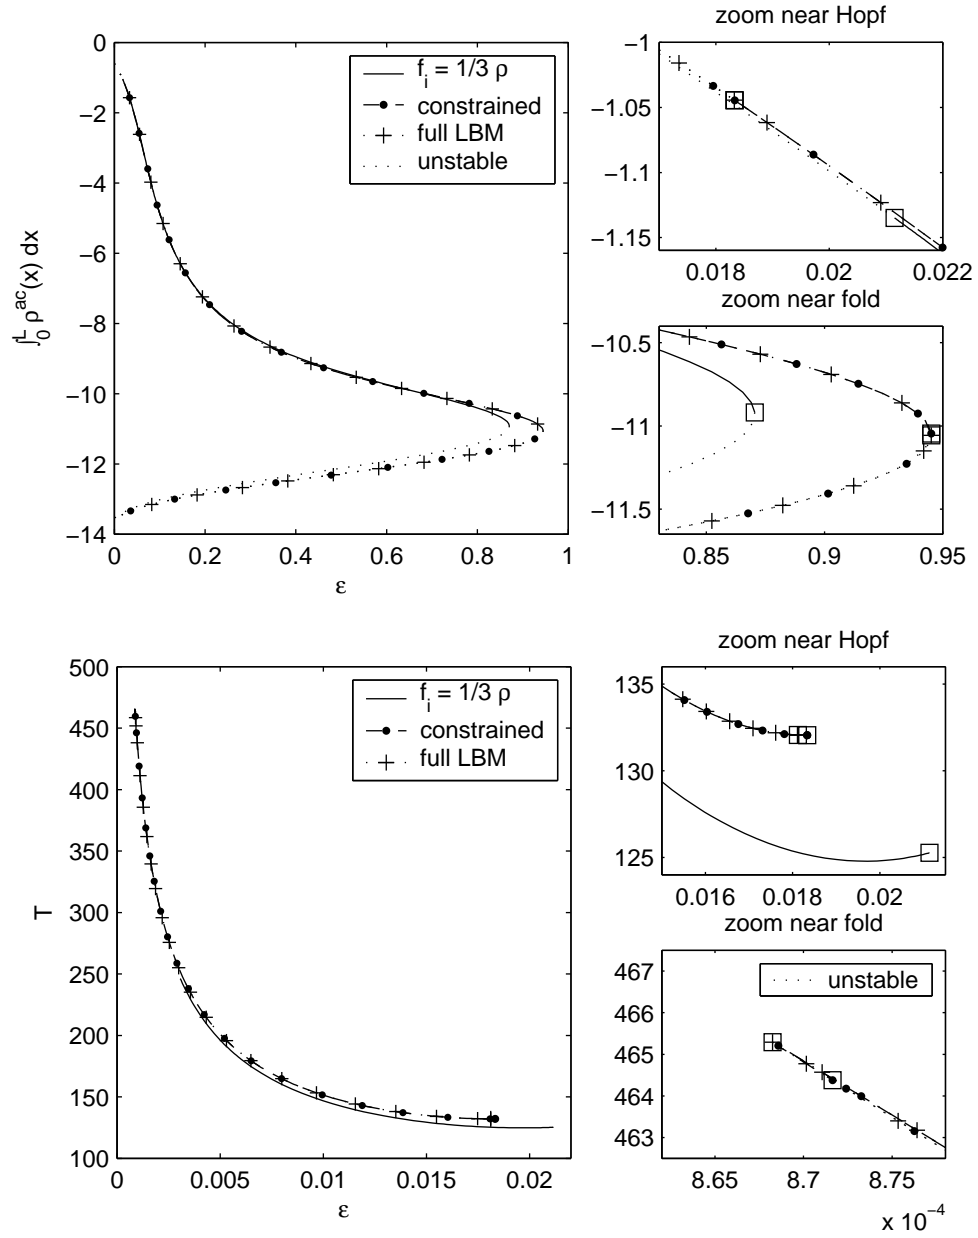 0
−2
−4
−6
−8
−10
−12
−14
0 0.2 0.4 0.6 0.8 1
ε
∫₀ᴸ ρᵃᶜ(x) dx
f_i = 1/3 ρ
constrained
full LBM
unstable
zoom near Hopf
−1
−1.05
−1.1
−1.15
0.018 0.02 0.022
zoom near fold
−10.5
−11
−11.5
0.85 0.9 0.95
500
450
400
350
300
250
200
150
100
0 0.005 0.01 0.015 0.02
ε
T
f_i = 1/3 ρ
constrained
full LBM
zoom near Hopf
135
130
125
0.016 0.018 0.02
zoom near fold
467
466
465
464
463
unstable
8.65 8.7 8.75
x 10⁻⁴